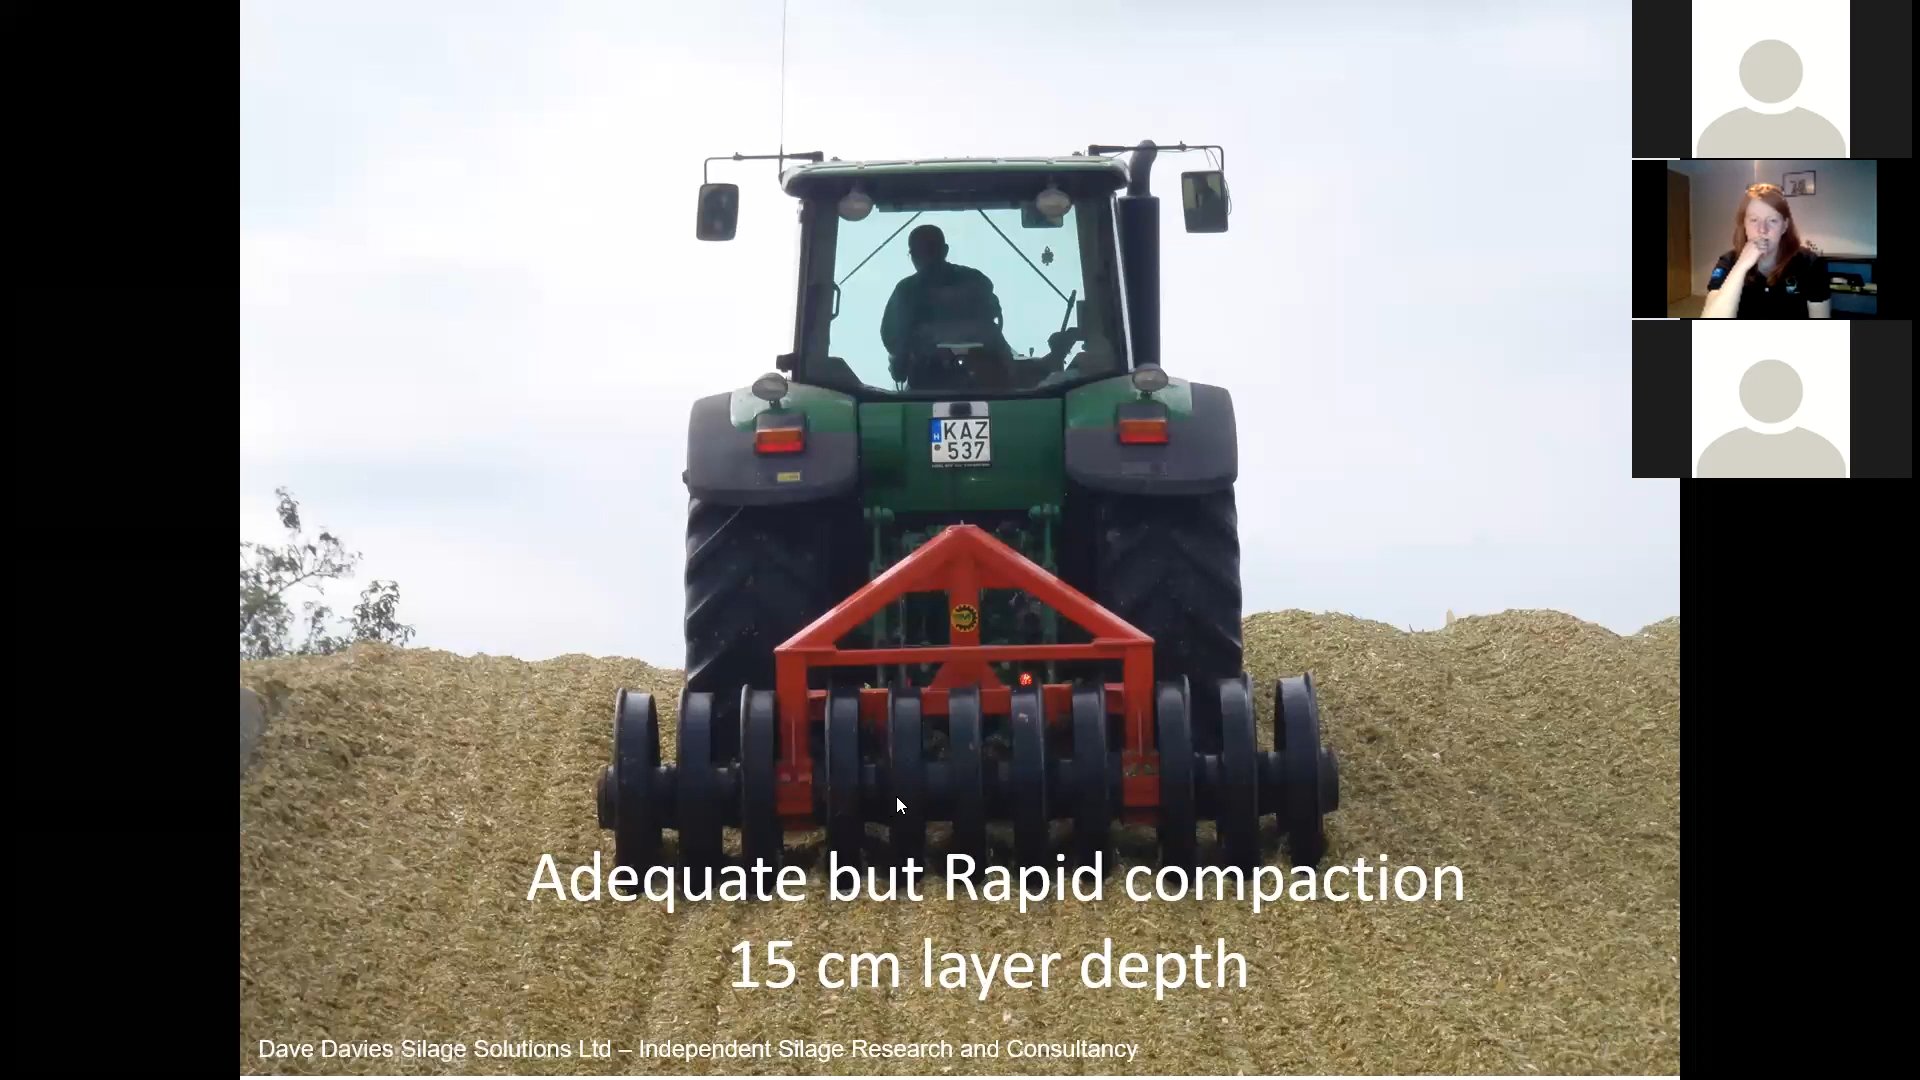 KAZ
537
H
Adequate but Rapid compaction
15 cm layer depth
Dave Davies Silage Solutions Ltd – Independent Silage Research and Consultancy